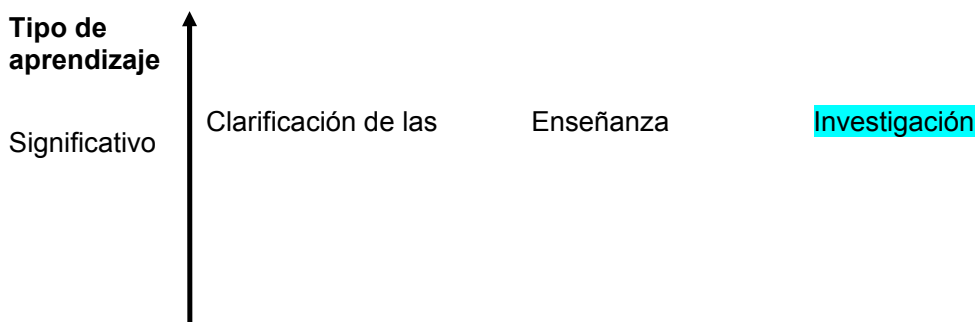 Tipo de
aprendizaje
Significativo
Clarificación de las
Enseñanza
Investigación